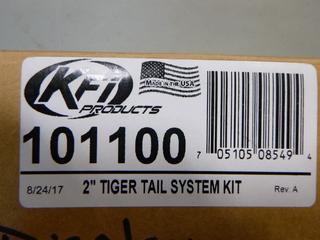 KFI
PRODUCTS
MADE IN THE USA
101100
7 05105 08549 4
8/24/17 2" TIGER TAIL SYSTEM KIT Rev. A